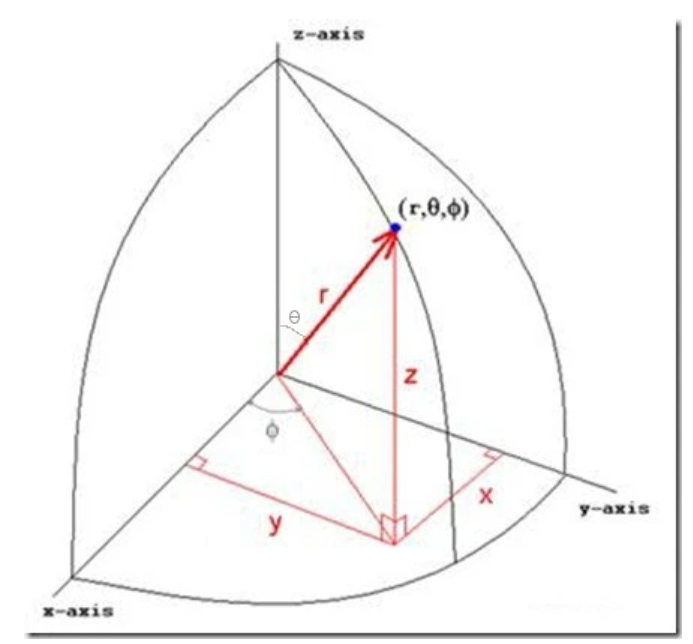 z-axis
(r,θ,ϕ)
r
θ
z
ϕ
x
y
y-axis
x-axis